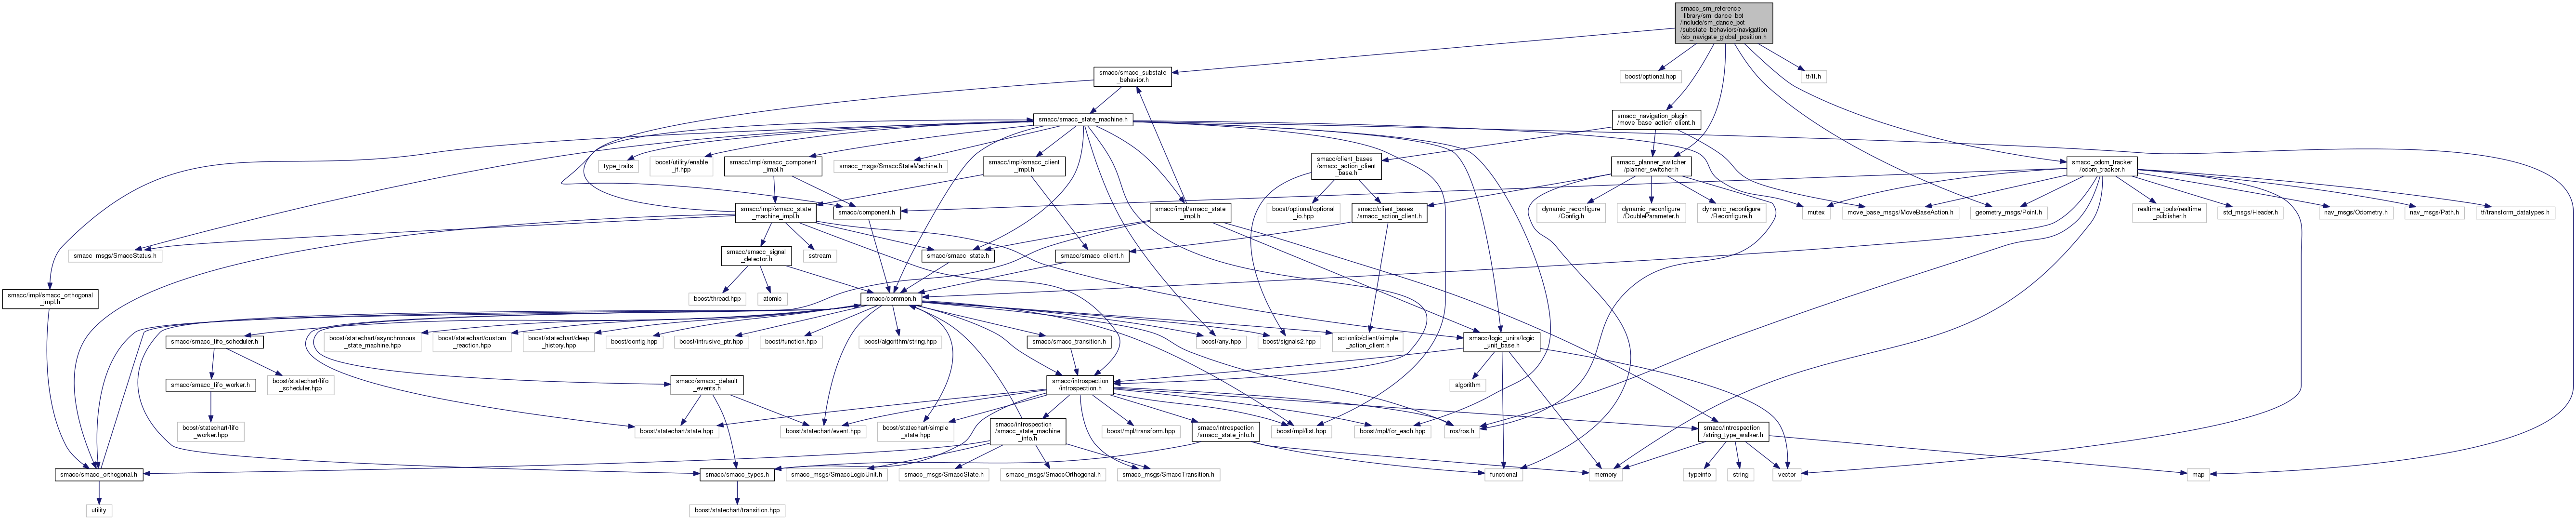 smacc_sm_reference
_library/sm_dance_bot
/include/sm_dance_bot
/substate_behaviors/navigation
/sb_navigate_global_position.h
smacc/smacc_substate
_behavior.h
boost/optional.hpp
tf/tf.h
smacc/smacc_state_machine.h
smacc_navigation_plugin
/move_base_action_client.h
type_traits
boost/utility/enable
_if.hpp
smacc/impl/smacc_component
_impl.h
smacc_msgs/SmaccStateMachine.h
smacc/impl/smacc_client
_impl.h
smacc/client_bases
/smacc_action_client
_base.h
smacc_planner_switcher
/planner_switcher.h
smacc_odom_tracker
/odom_tracker.h
smacc/impl/smacc_state
_machine_impl.h
smacc/component.h
smacc/impl/smacc_state
_impl.h
boost/optional/optional
_io.hpp
smacc/client_bases
/smacc_action_client.h
dynamic_reconfigure
/Config.h
dynamic_reconfigure
/DoubleParameter.h
dynamic_reconfigure
/Reconfigure.h
mutex
move_base_msgs/MoveBaseAction.h
geometry_msgs/Point.h
realtime_tools/realtime
_publisher.h
std_msgs/Header.h
nav_msgs/Odometry.h
nav_msgs/Path.h
tf/transform_datatypes.h
smacc_msgs/SmaccStatus.h
smacc/smacc_signal
_detector.h
sstream
smacc/smacc_state.h
smacc/smacc_client.h
smacc/impl/smacc_orthogonal
_impl.h
boost/thread.hpp
atomic
smacc/common.h
smacc/smacc_fifo_scheduler.h
boost/statechart/asynchronous
_state_machine.hpp
boost/statechart/custom
_reaction.hpp
boost/statechart/deep
_history.hpp
boost/config.hpp
boost/intrusive_ptr.hpp
boost/function.hpp
boost/algorithm/string.hpp
smacc/smacc_transition.h
boost/any.hpp
boost/signals2.hpp
actionlib/client/simple
_action_client.h
smacc/logic_units/logic
_unit_base.h
smacc/smacc_fifo_worker.h
boost/statechart/fifo
_scheduler.hpp
smacc/smacc_default
_events.h
smacc/introspection
/introspection.h
algorithm
boost/statechart/fifo
_worker.hpp
boost/statechart/state.hpp
boost/statechart/event.hpp
boost/statechart/simple
_state.hpp
smacc/introspection
/smacc_state_machine
_info.h
boost/mpl/transform.hpp
smacc/introspection
/smacc_state_info.h
boost/mpl/list.hpp
boost/mpl/for_each.hpp
ros/ros.h
smacc/introspection
/string_type_walker.h
smacc/smacc_orthogonal.h
smacc/smacc_types.h
smacc_msgs/SmaccLogicUnit.h
smacc_msgs/SmaccState.h
smacc_msgs/SmaccOrthogonal.h
smacc_msgs/SmaccTransition.h
functional
memory
typeinfo
string
vector
map
utility
boost/statechart/transition.hpp